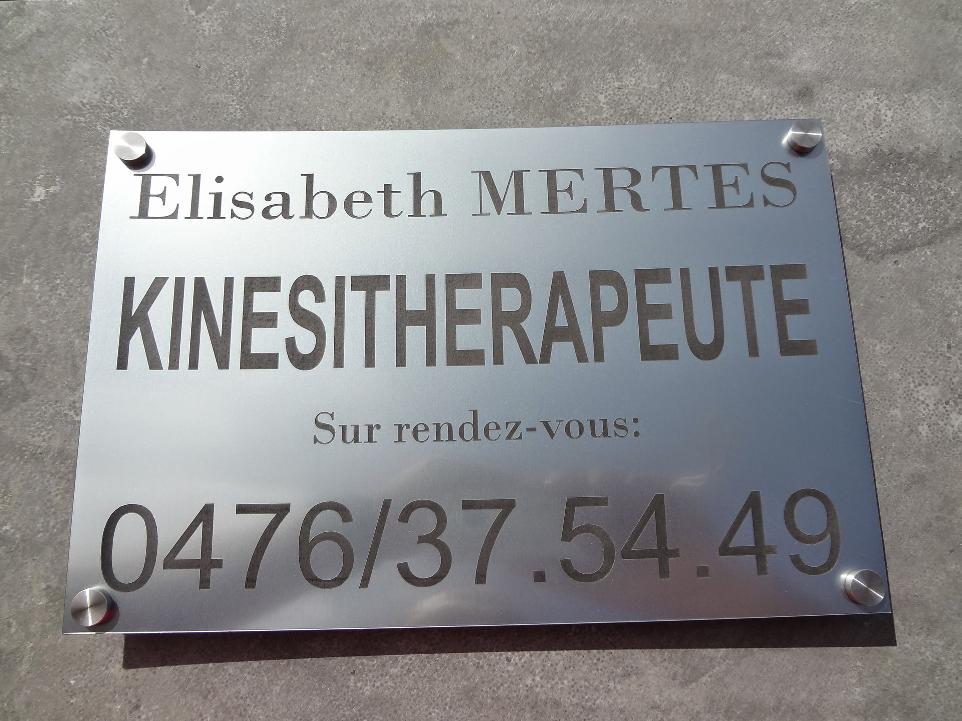 Elisabeth MERTES
KINESITHERAPEUTE
Sur rendez-vous:
0476/37.54.49